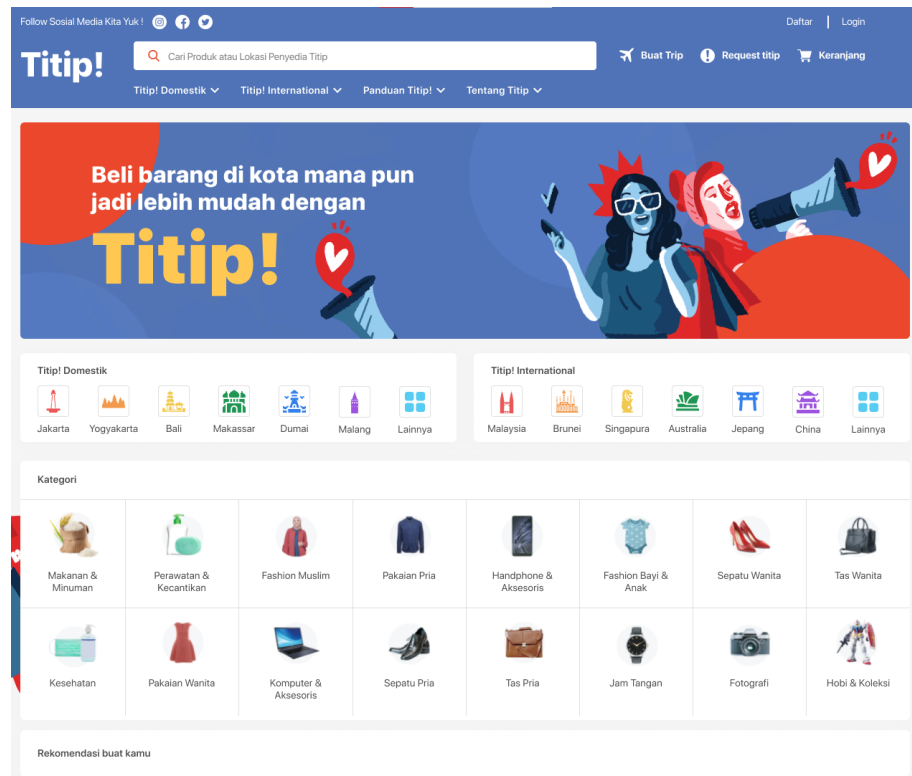 Follow Sosial Media Kita Yuk !
Daftar | Login
Titip!
Cari Produk atau Lokasi Penyedia Titip
Buat Trip
Request titip
Keranjang
Titip! Domestik
Titip! International
Panduan Titip!
Tentang Titip
Beli barang di kota mana pun
jadi lebih mudah dengan
Titip!
Titip! Domestik
Jakarta
Yogyakarta
Bali
Makassar
Dumai
Malang
Lainnya
Titip! International
Malaysia
Brunei
Singapura
Australia
Jepang
China
Lainnya
Kategori
Makanan &
Minuman
Perawatan &
Kecantikan
Fashion Muslim
Pakaian Pria
Handphone &
Aksesoris
Fashion Bayi &
Anak
Sepatu Wanita
Tas Wanita
Kesehatan
Pakaian Wanita
Komputer &
Aksesoris
Sepatu Pria
Tas Pria
Jam Tangan
Fotografi
Hobi & Koleksi
Rekomendasi buat kamu